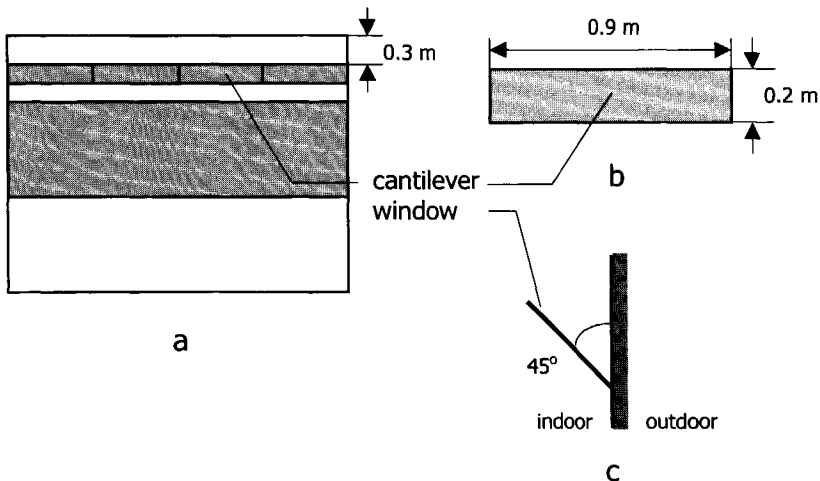 0.3 m
a
0.9 m
0.2 m
b
cantilever
window
45°
indoor outdoor
c